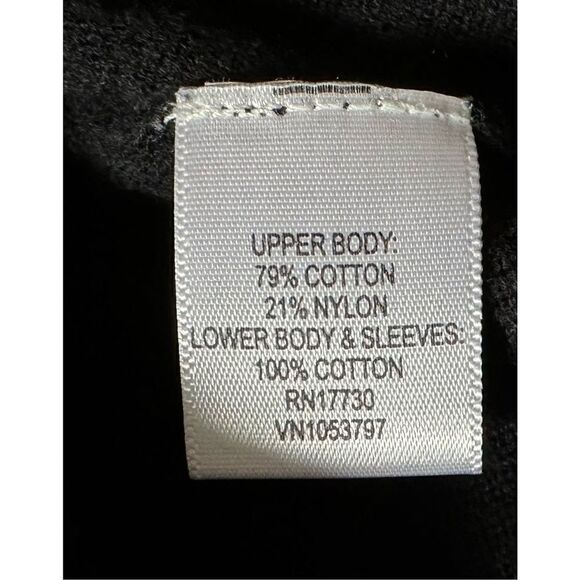 UPPER BODY:
79% COTTON
21% NYLON
LOWER BODY & SLEEVES:
100% COTTON
RN17730
VN1053797